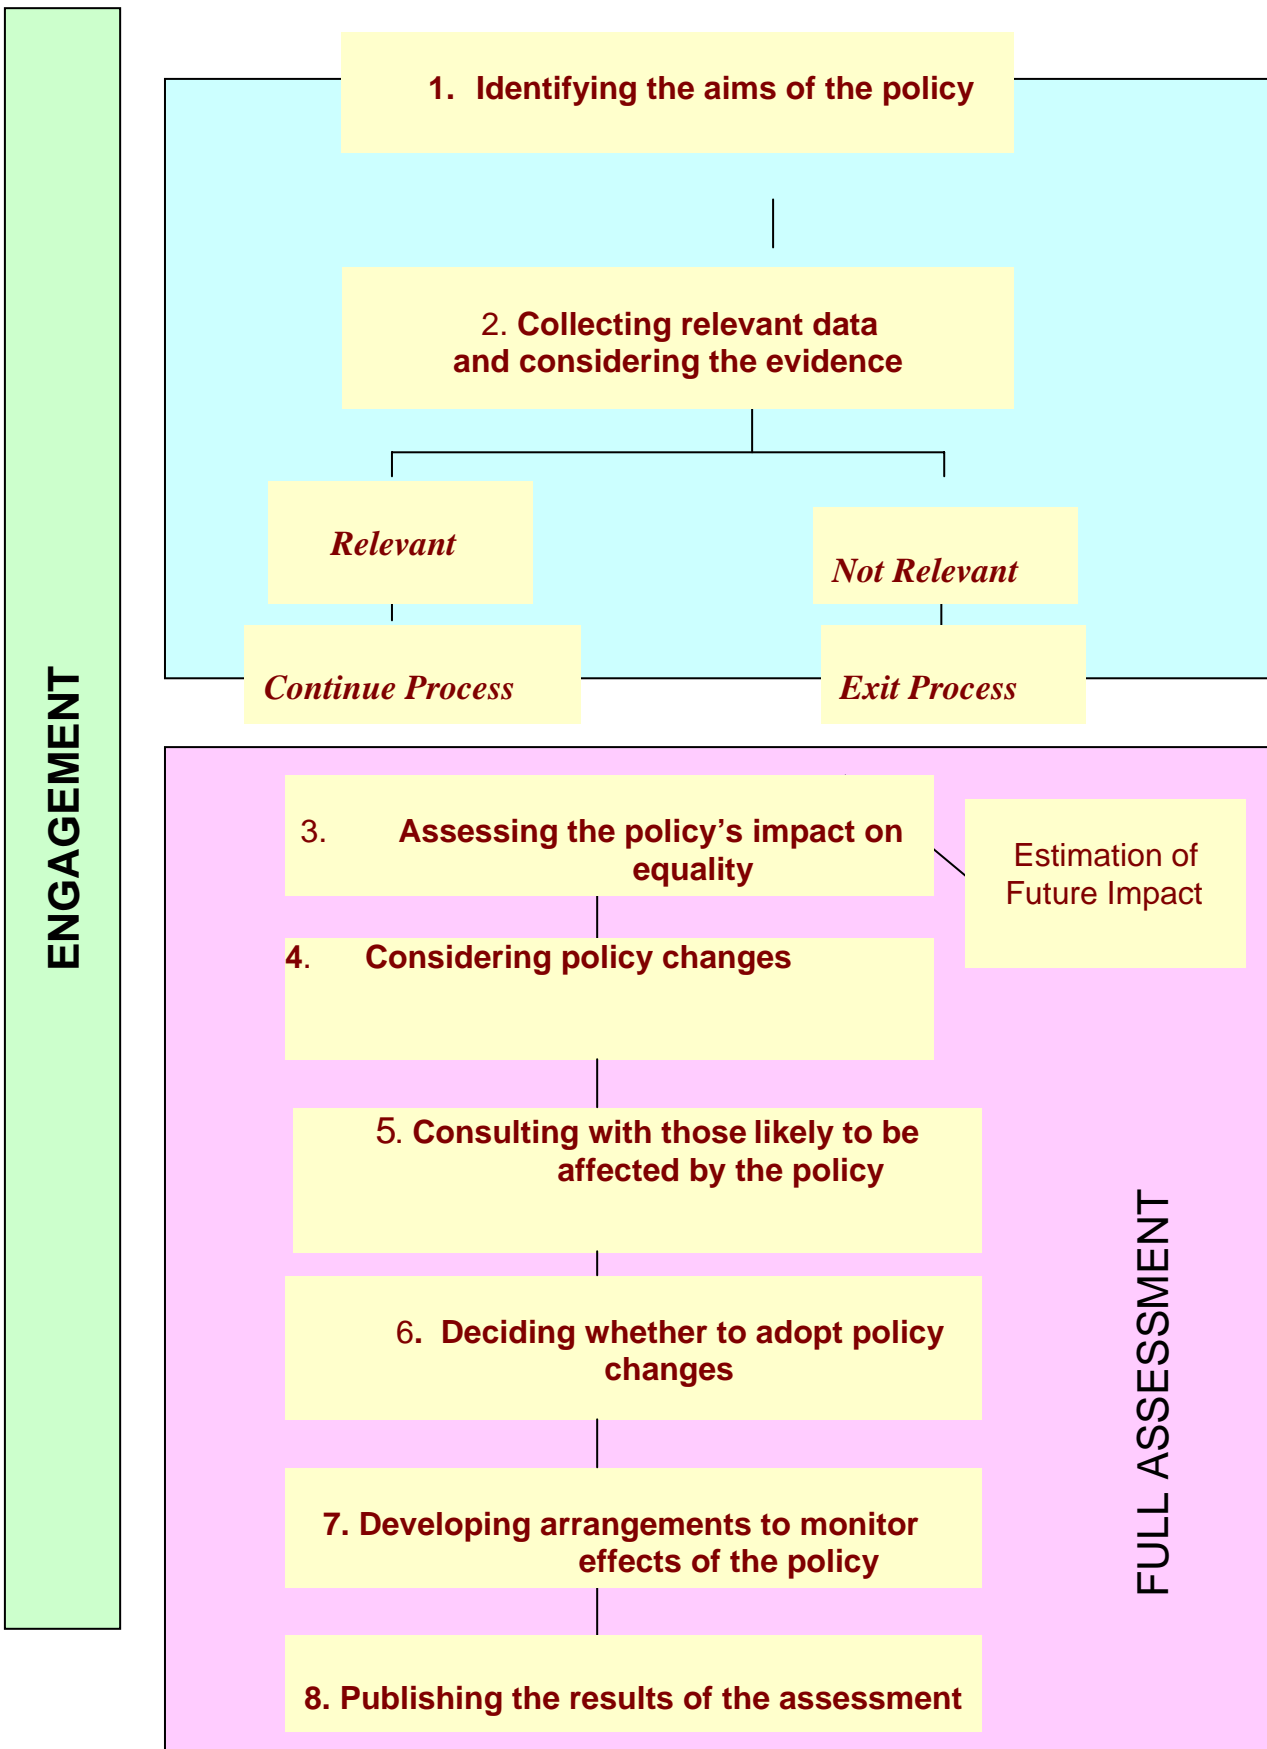 ENGAGEMENT
1. Identifying the aims of the policy
2. Collecting relevant data
and considering the evidence
Relevant
Not Relevant
Continue Process
Exit Process
3. Assessing the policy’s impact on
equality
Estimation of
Future Impact
4. Considering policy changes
5. Consulting with those likely to be
affected by the policy
6. Deciding whether to adopt policy
changes
7. Developing arrangements to monitor
effects of the policy
8. Publishing the results of the assessment
FULL ASSESSMENT